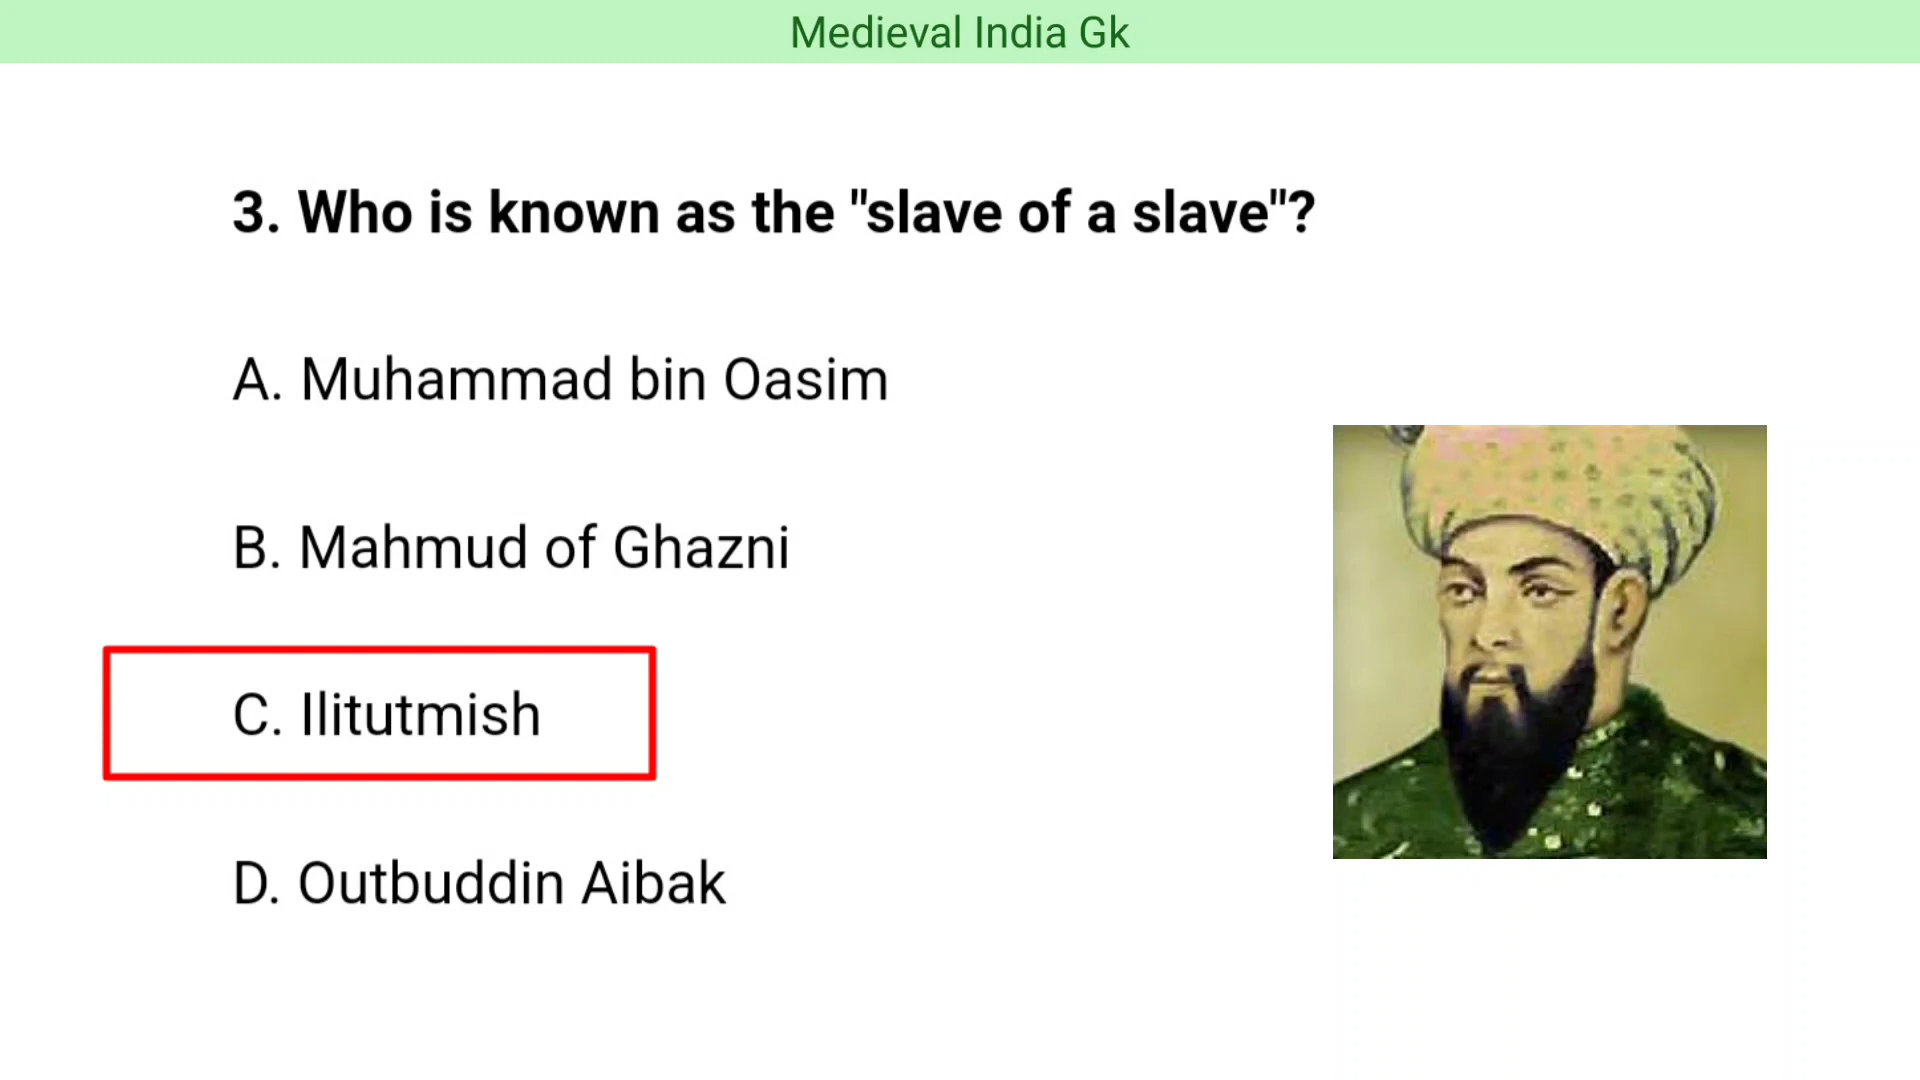 Medieval India Gk
3. Who is known as the "slave of a slave"?
A. Muhammad bin Oasim
B. Mahmud of Ghazni
C. Ilitutmish
D. Outbuddin Aibak